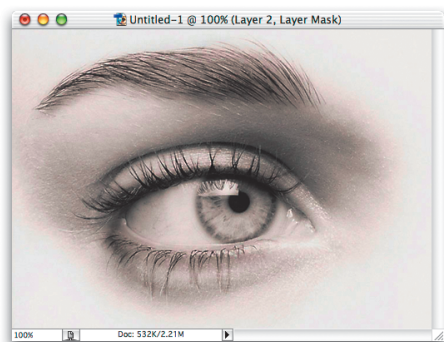 Untitled-1 @ 100% (Layer 2, Layer Mask)
100% Doc: 532K/2.21M